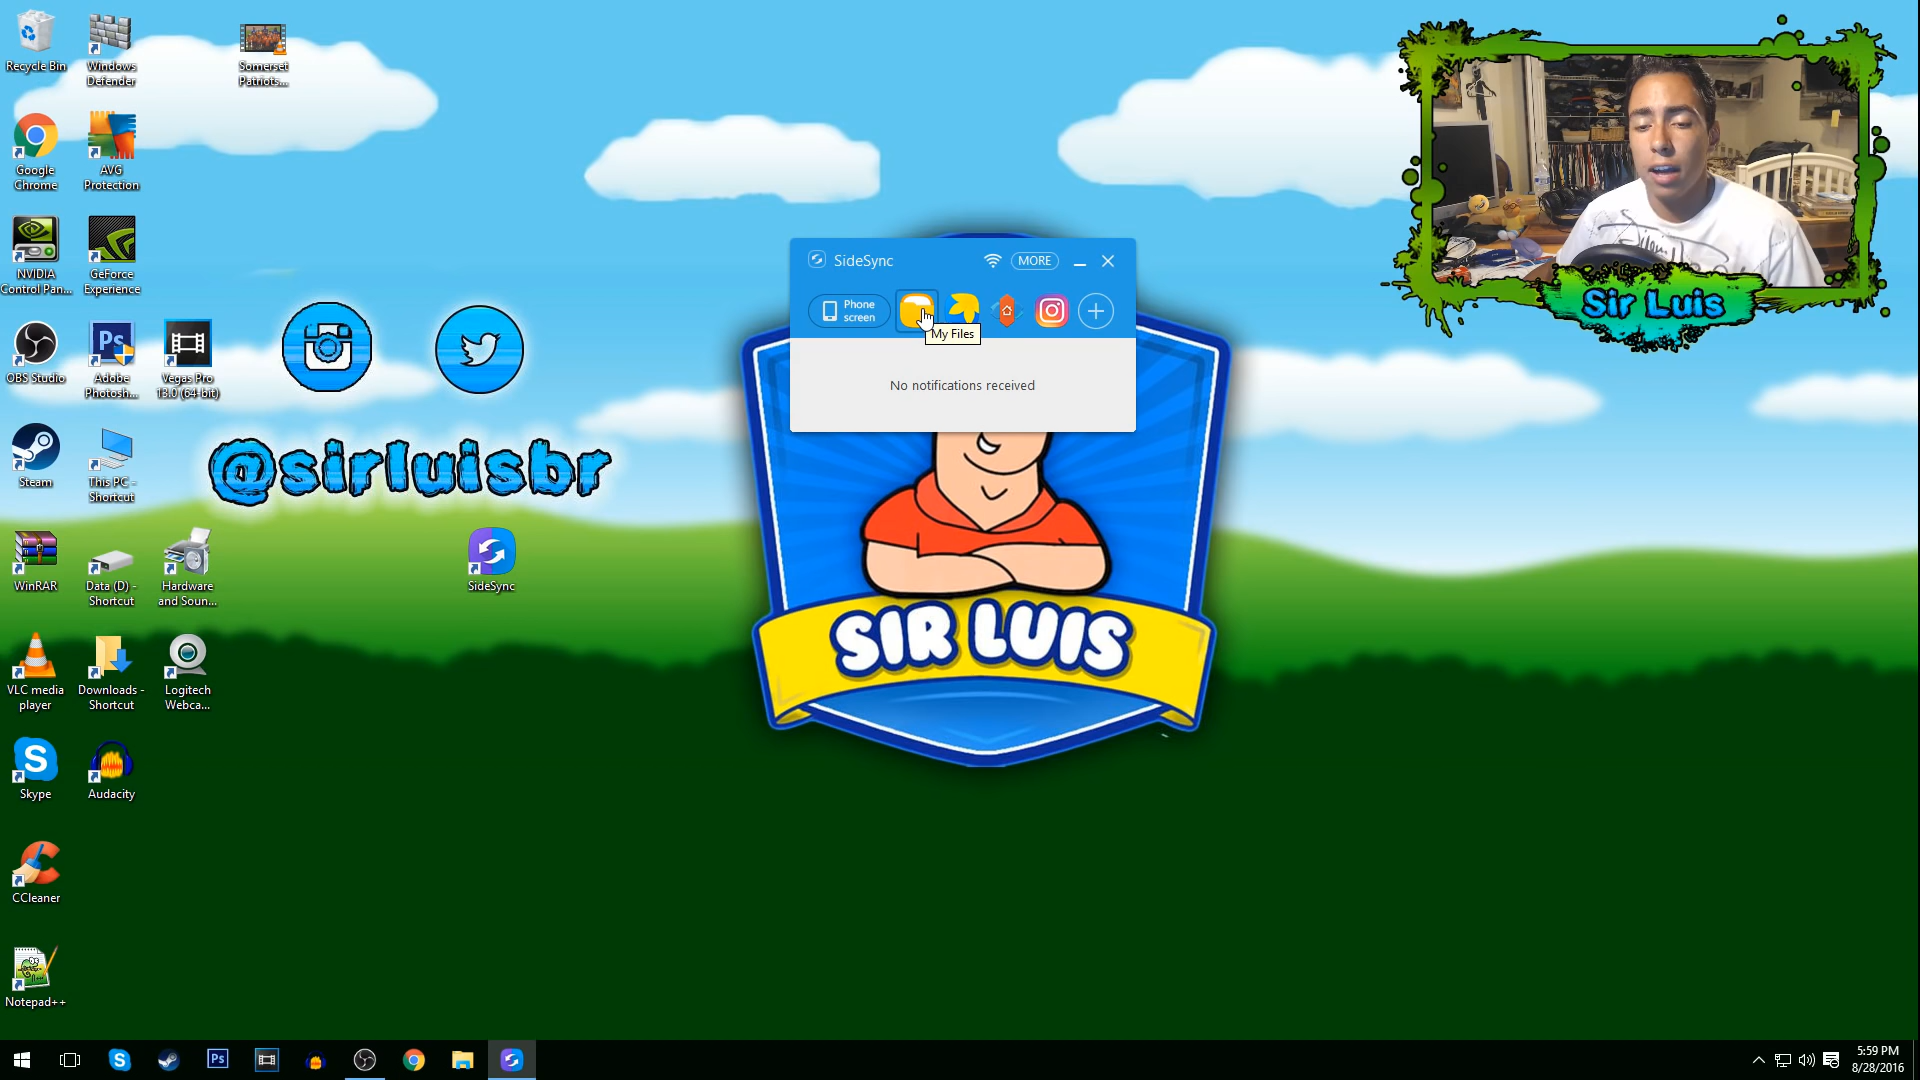 Recycle Bin
Windows
Defender
Somerset
Patriots...
Google
Chrome
AVG
Protection
NVIDIA
Control Pan...
GeForce
Experience
OBS Studio
Ps
Adobe
Photosh...
Vegas Pro
13.0 (64-bit)
Steam
This PC -
Shortcut
@sirluisbr
WinRAR
Data (D) -
Shortcut
Hardware
and Soun...
SideSync
VLC media
player
Downloads -
Shortcut
Logitech
Webca...
S
Skype
Audacity
CCleaner
Notepad++
SideSync
MORE
Phone
screen
My Files
No notifications received
SIR LUIS
Sir Luis
Ps
5:59 PM
8/28/2016